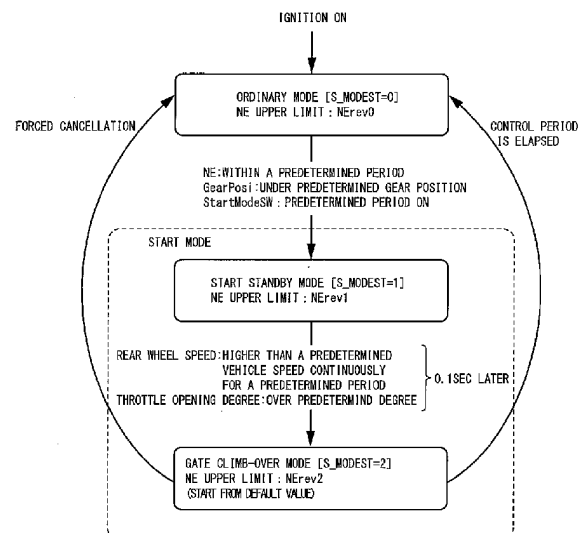 IGNITION ON
ORDINARY MODE [S_MODEST=0]
NE UPPER LIMIT : NErev0
FORCED CANCELLATION
CONTROL PERIOD
IS ELAPSED
NE:WITHIN A PREDETERMINED PERIOD
GearPosi:UNDER PREDETERMINED GEAR POSITION
StartModeSW : PREDETERMINED PERIOD ON
START MODE
START STANDBY MODE [S_MODEST=1]
NE UPPER LIMIT : NErev1
REAR WHEEL SPEED:HIGHER THAN A PREDETERMINED
VEHICLE SPEED CONTINUOUSLY
FOR A PREDETERMINED PERIOD
THROTTLE OPENING DEGREE:OVER PREDETERMIND DEGREE
0.1SEC LATER
GATE CLIMB-OVER MODE [S_MODEST=2]
NE UPPER LIMIT : NErev2
(START FROM DEFAULT VALUE)